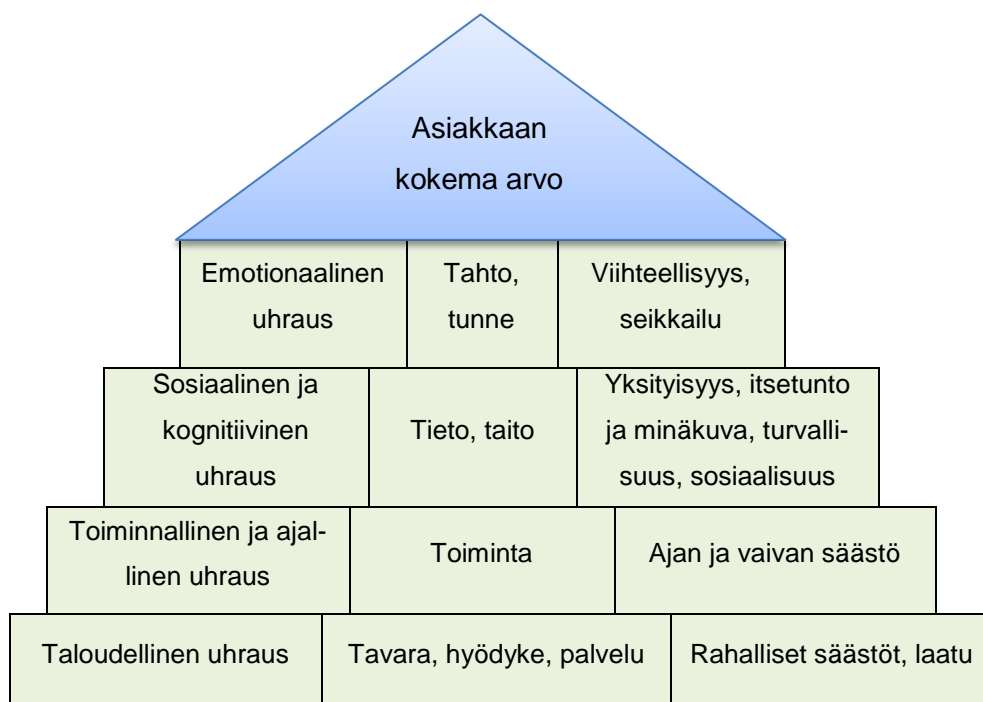 Asiakkaan
kokema arvo
Emotionaalinen
uhraus
Tahto,
tunne
Viihteellisyys,
seikkailu
Sosiaalinen ja
kognitiivinen
uhraus
Tieto, taito
Yksityisyys, itsetunto
ja minäkuva, turvalli-
suus, sosiaalisuus
Toiminnallinen ja ajal-
linen uhraus
Toiminta
Ajan ja vaivan säästö
Taloudellinen uhraus
Tavara, hyödyke, palvelu
Rahalliset säästöt, laatu